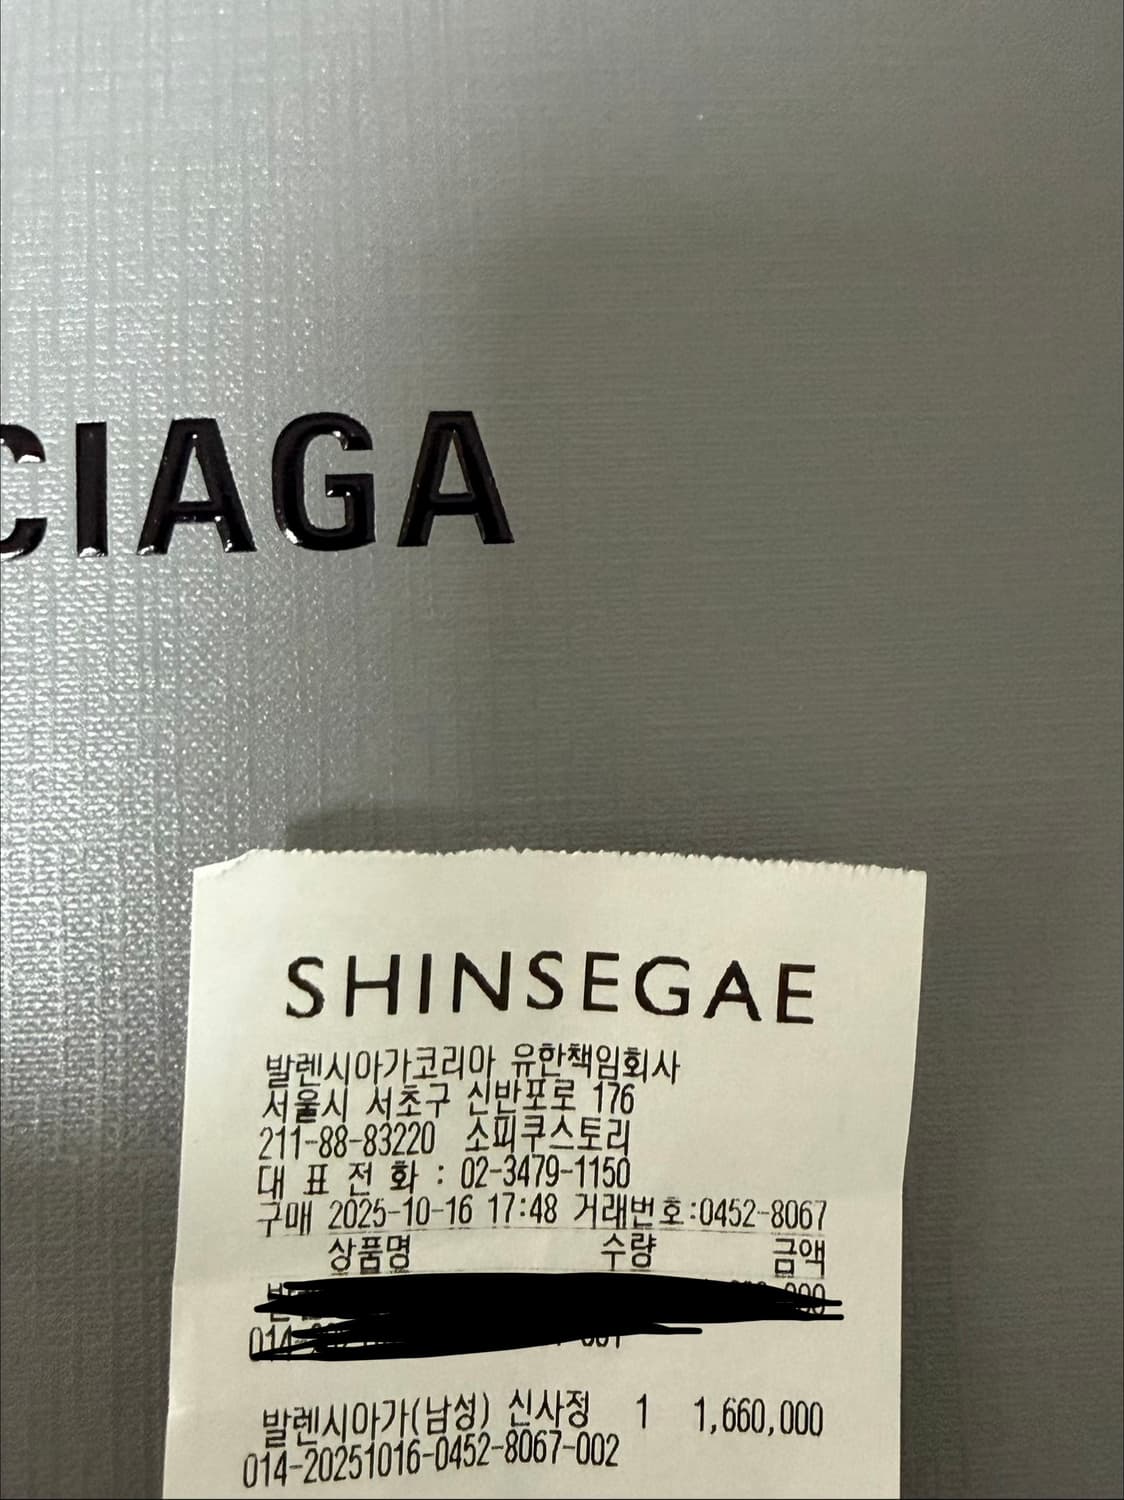 CIAGA
SHINSEGAE
발렌시아가코리아 유한책임회사
서울시 서초구 신반포로 176
211-88-83220 소피쿠스토리
대 표 전 화 : 02-3479-1150
구매 2025-10-16 17:48 거래번호:0452-8067
상품명 수량 금액
발렌시아가(남성) 신사정 1 1,660,000
014-20251016-0452-8067-002